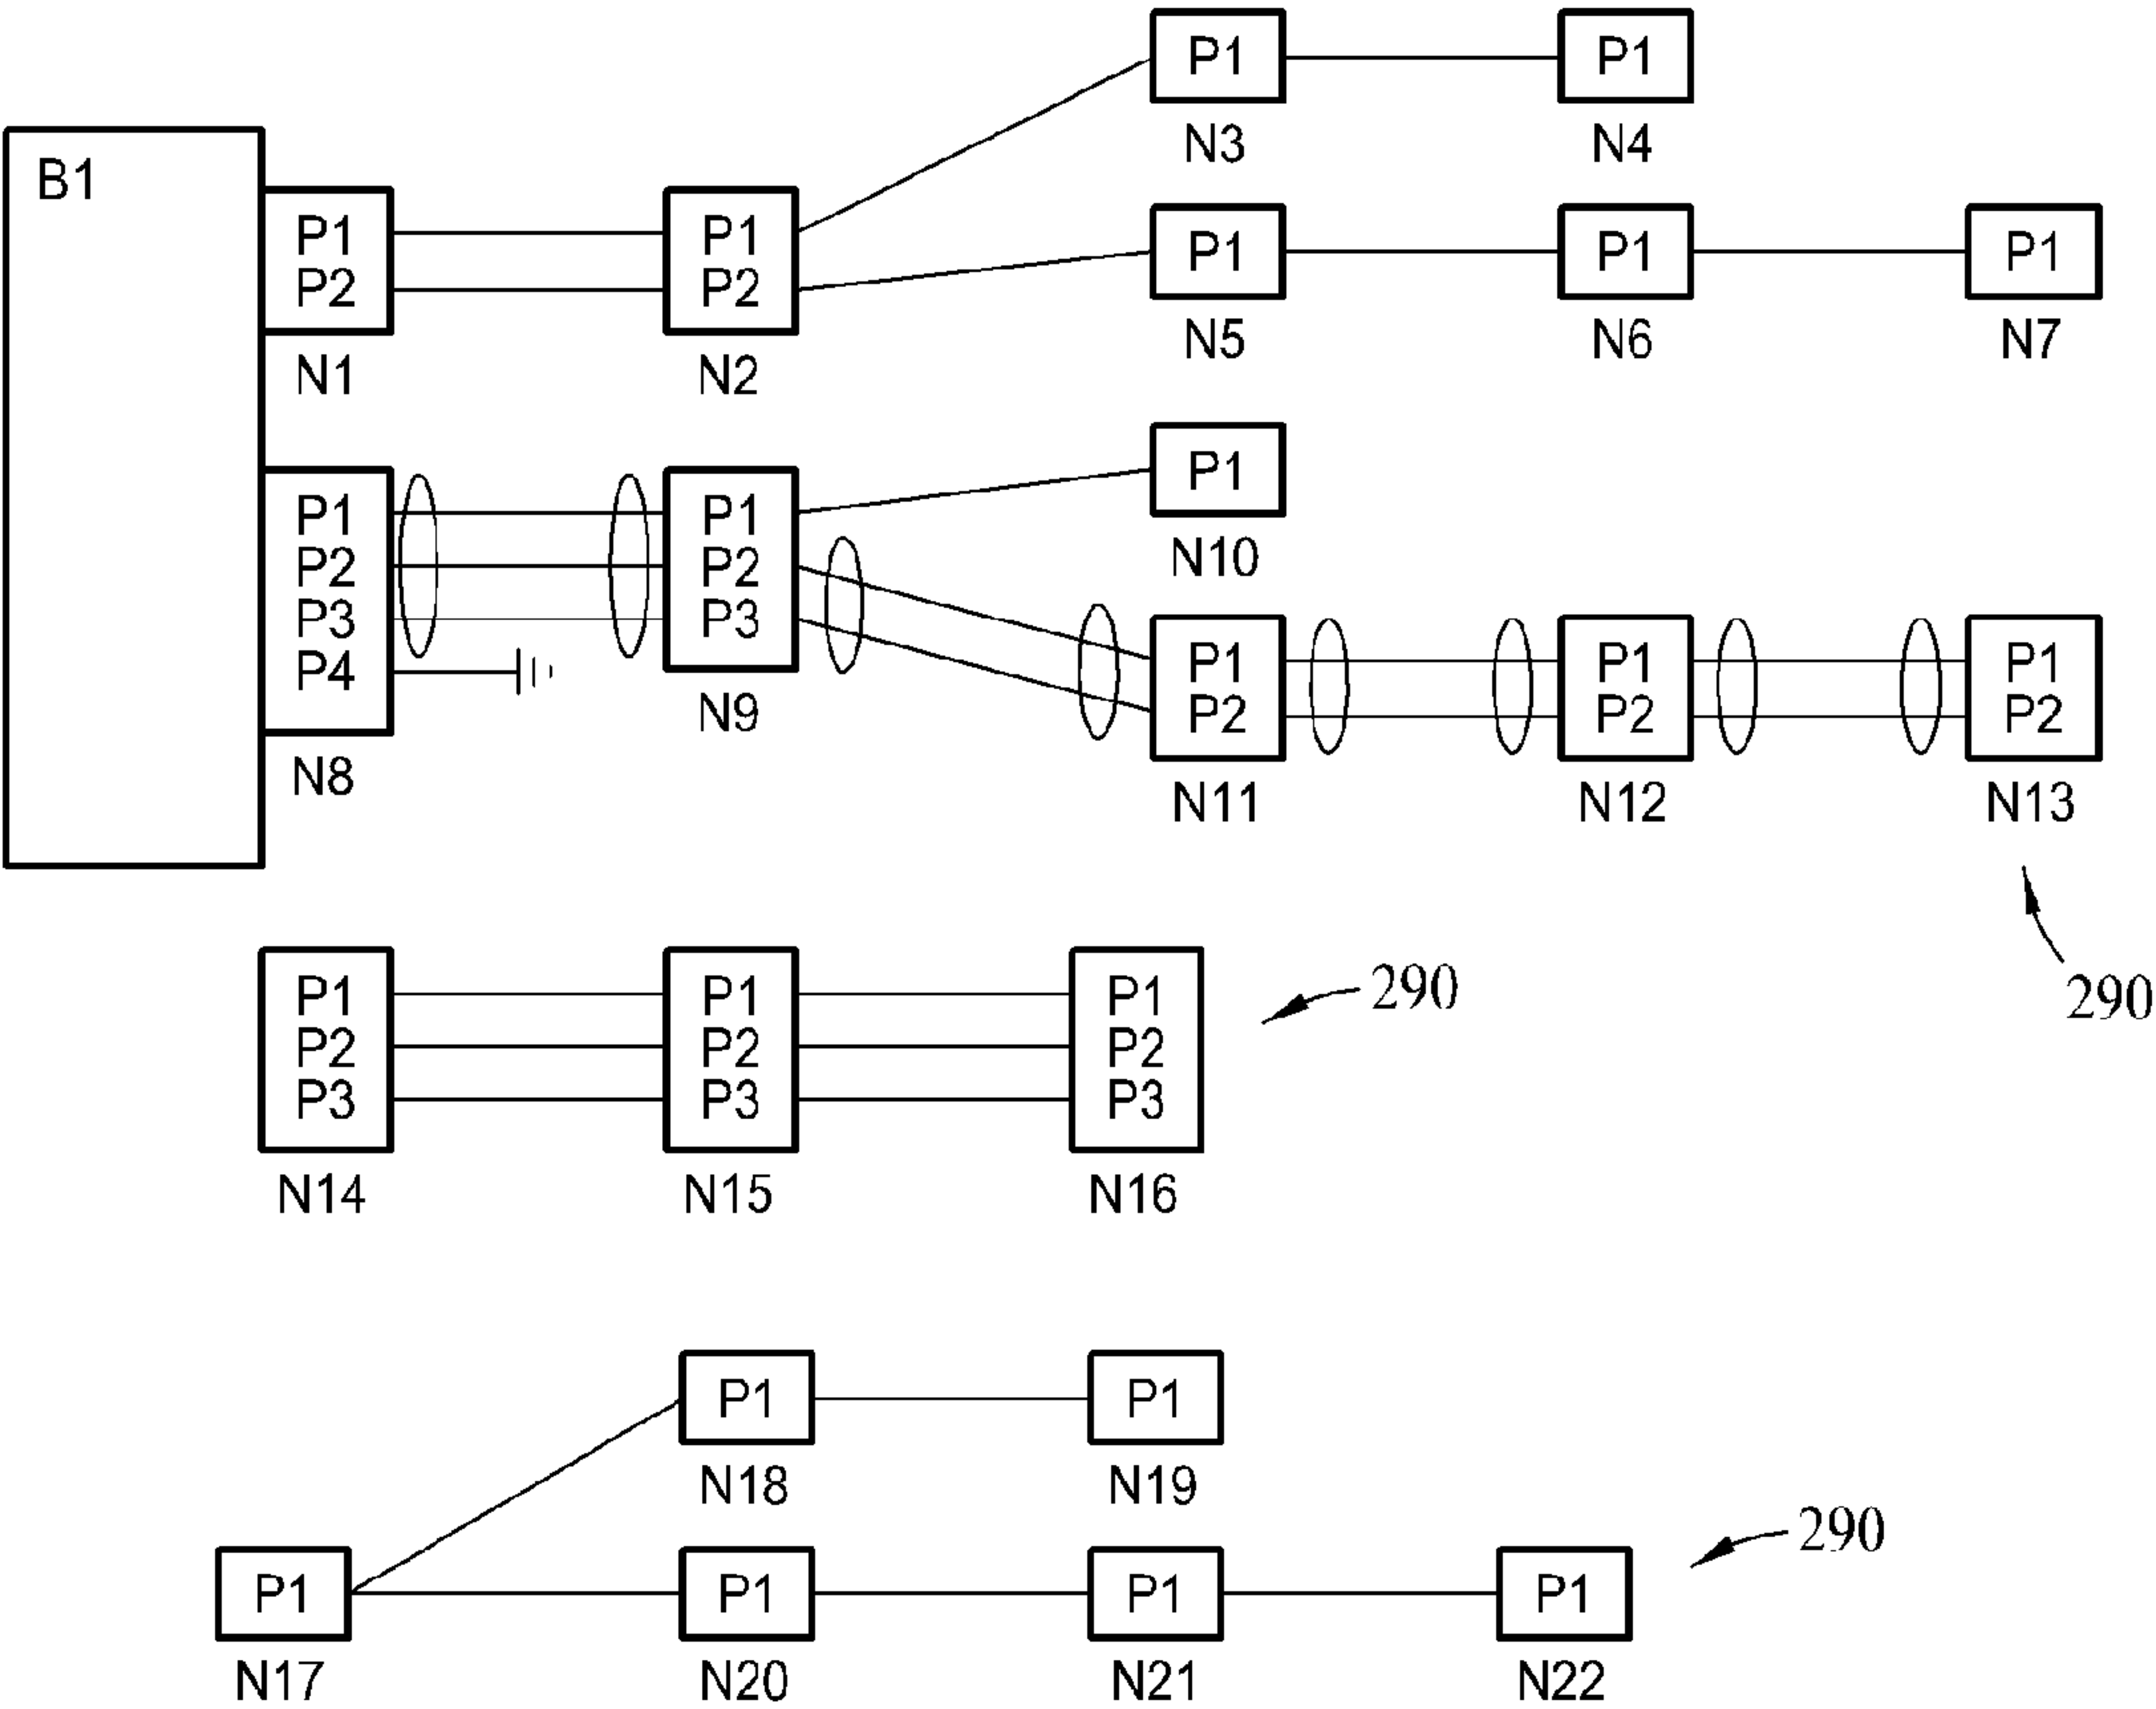 P1 P1
N3 N4
B1
P1 P1
P2 P2
N1 N2
P1 P1 P1
N5 N6 N7
P1
N10
P1 P1
P2 P2
P3 P3
P4
N8 N9
P1 P1 P1
P2 P2 P2
N11 N12 N13
290
290
P1 P1 P1
P2 P2 P2
P3 P3 P3
N14 N15 N16
P1 P1
N18 N19
290
P1 P1 P1 P1
N17 N20 N21 N22